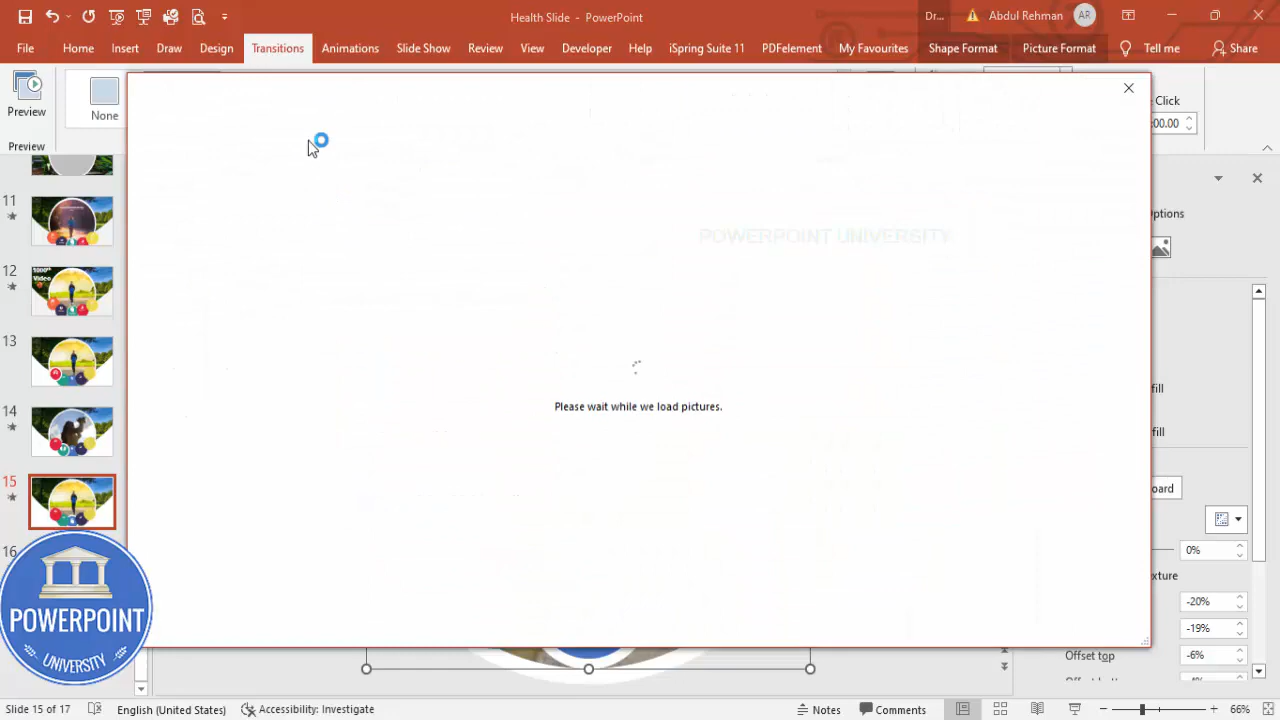 Health Slide - PowerPoint
Dr...
Abdul Rehman
AR
File
Home
Insert
Draw
Design
Transitions
Animations
Slide Show
Review
View
Developer
Help
iSpring Suite 11
PDFelement
My Favourites
Shape Format
Picture Format
Tell me
Share
Preview
None
Click
:00.00
Preview
11
12
13
14
15
16
POWERPOINT UNIVERSITY
Please wait while we load pictures.
ptions
fill
fill
oard
0%
xture
-20%
-19%
Offset top
-6%
POWERPOINT
UNIVERSITY
Slide 15 of 17
English (United States)
Accessibility: Investigate
Notes
Comments
66%